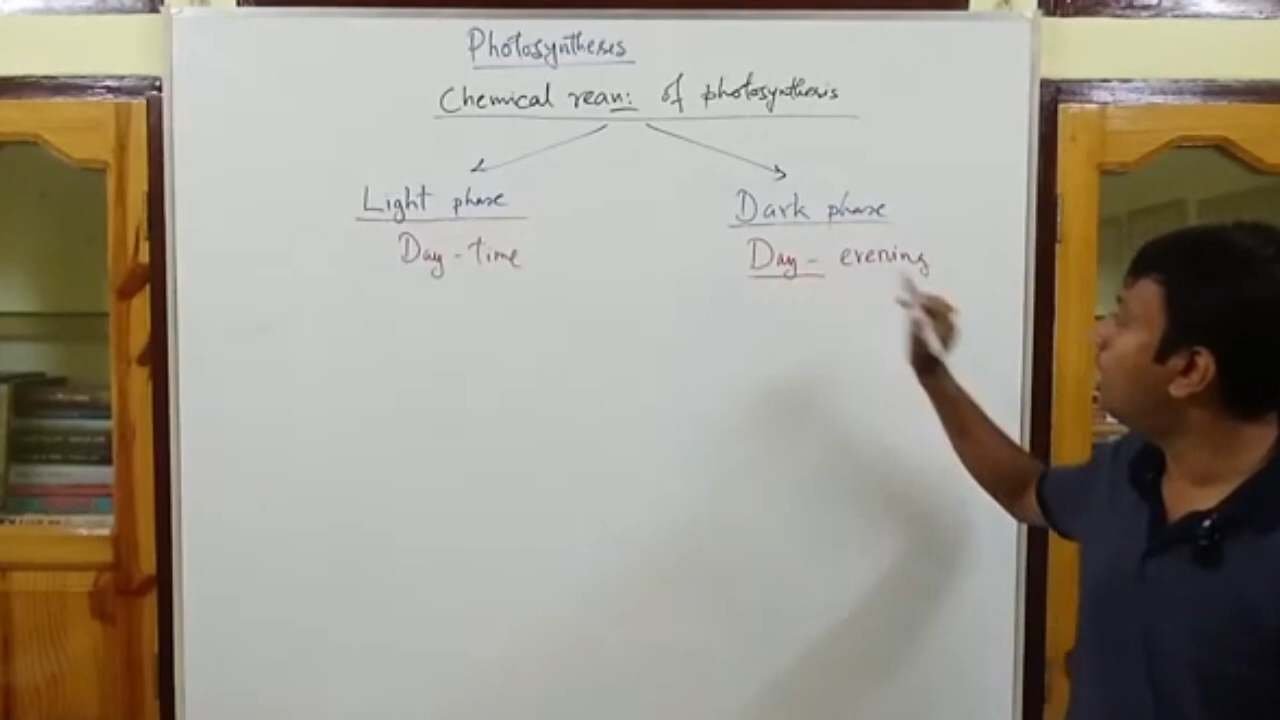 Photosyntheses
Chemical rean: of photosynthesis
Light phase
Dark phase
Day - time
Day - evening